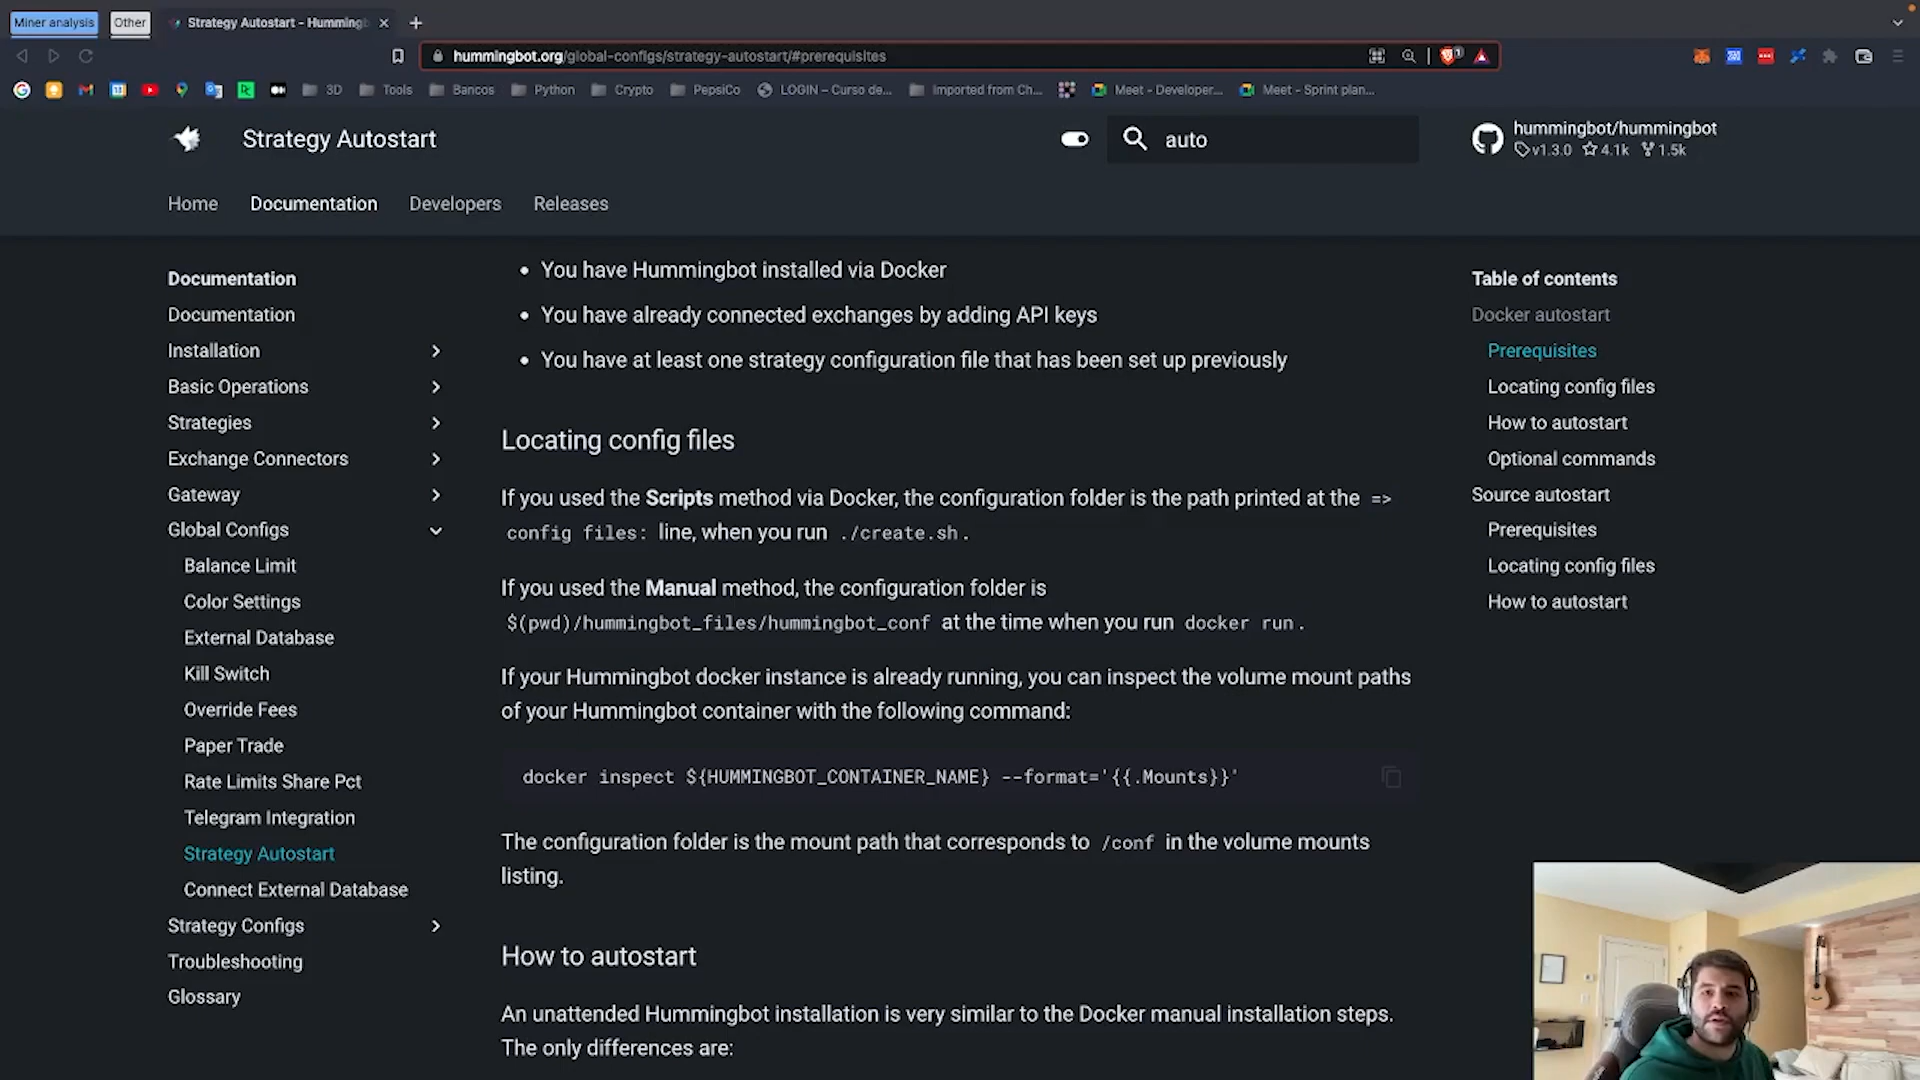 Miner analysis
Other
Strategy Autostart - Hummingb
hummingbot.org/global-configs/strategy-autostart/#prerequisites
3D
Tools
Bancos
Python
Crypto
PepsiCo
LOGIN – Curso de...
Imported from Ch...
Meet - Developer...
Meet - Sprint plan...
Strategy Autostart
auto
hummingbot/hummingbot
v1.3.0 4.1k 1.5k
Home
Documentation
Developers
Releases
Documentation
Documentation
Installation
Basic Operations
Strategies
Exchange Connectors
Gateway
Global Configs
Balance Limit
Color Settings
External Database
Kill Switch
Override Fees
Paper Trade
Rate Limits Share Pct
Telegram Integration
Strategy Autostart
Connect External Database
Strategy Configs
Troubleshooting
Glossary
• You have Hummingbot installed via Docker
• You have already connected exchanges by adding API keys
• You have at least one strategy configuration file that has been set up previously
Locating config files
If you used the Scripts method via Docker, the configuration folder is the path printed at the =>
config files: line, when you run ./create.sh.
If you used the Manual method, the configuration folder is
$(pwd)/hummingbot_files/hummingbot_conf at the time when you run docker run.
If your Hummingbot docker instance is already running, you can inspect the volume mount paths
of your Hummingbot container with the following command:
docker inspect ${HUMMINGBOT_CONTAINER_NAME} --format='{{.Mounts}}'
The configuration folder is the mount path that corresponds to /conf in the volume mounts
listing.
How to autostart
An unattended Hummingbot installation is very similar to the Docker manual installation steps.
The only differences are:
Table of contents
Docker autostart
Prerequisites
Locating config files
How to autostart
Optional commands
Source autostart
Prerequisites
Locating config files
How to autostart